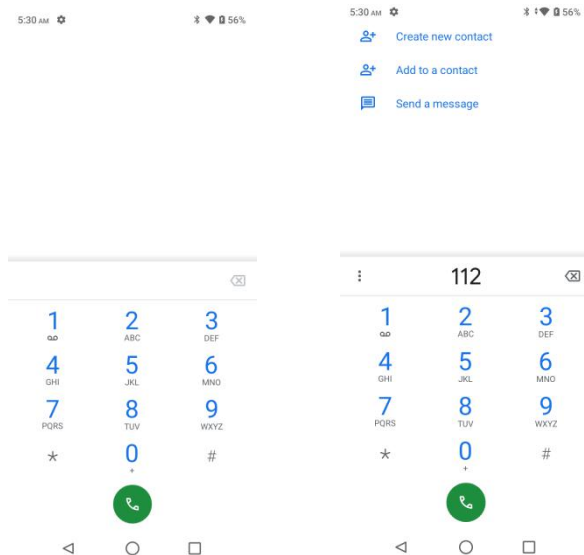 5:30 AM 56%
1 2 3
ABC DEF
4 5 6
GHI JKL MNO
7 8 9
PQRS TUV WXYZ
* 0 #
+
5:30 AM 56%
Create new contact
Add to a contact
Send a message
112
1 2 3
ABC DEF
4 5 6
GHI JKL MNO
7 8 9
PQRS TUV WXYZ
* 0 #
+